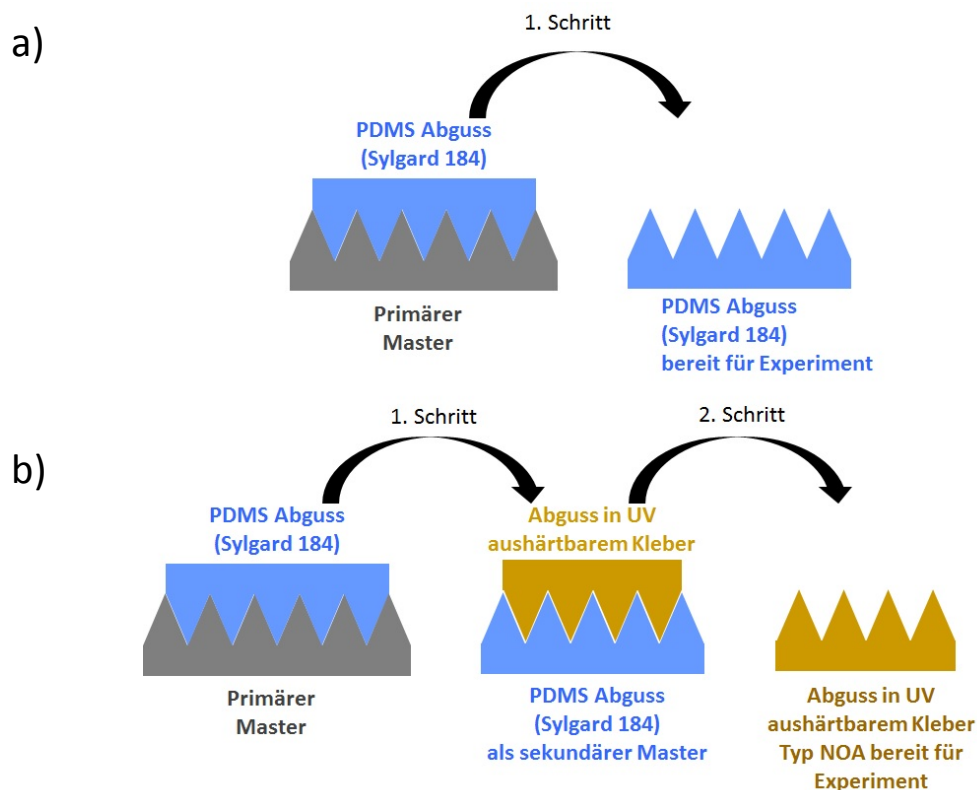 a)
1. Schritt
PDMS Abguss
(Sylgard 184)
Primärer
Master
PDMS Abguss
(Sylgard 184)
bereit für Experiment
b)
1. Schritt
2. Schritt
PDMS Abguss
(Sylgard 184)
Primärer
Master
Abguss in UV
aushärtbarem Kleber
PDMS Abguss
(Sylgard 184)
als sekundärer Master
Abguss in UV
aushärtbarem Kleber
Typ NOA bereit für
Experiment